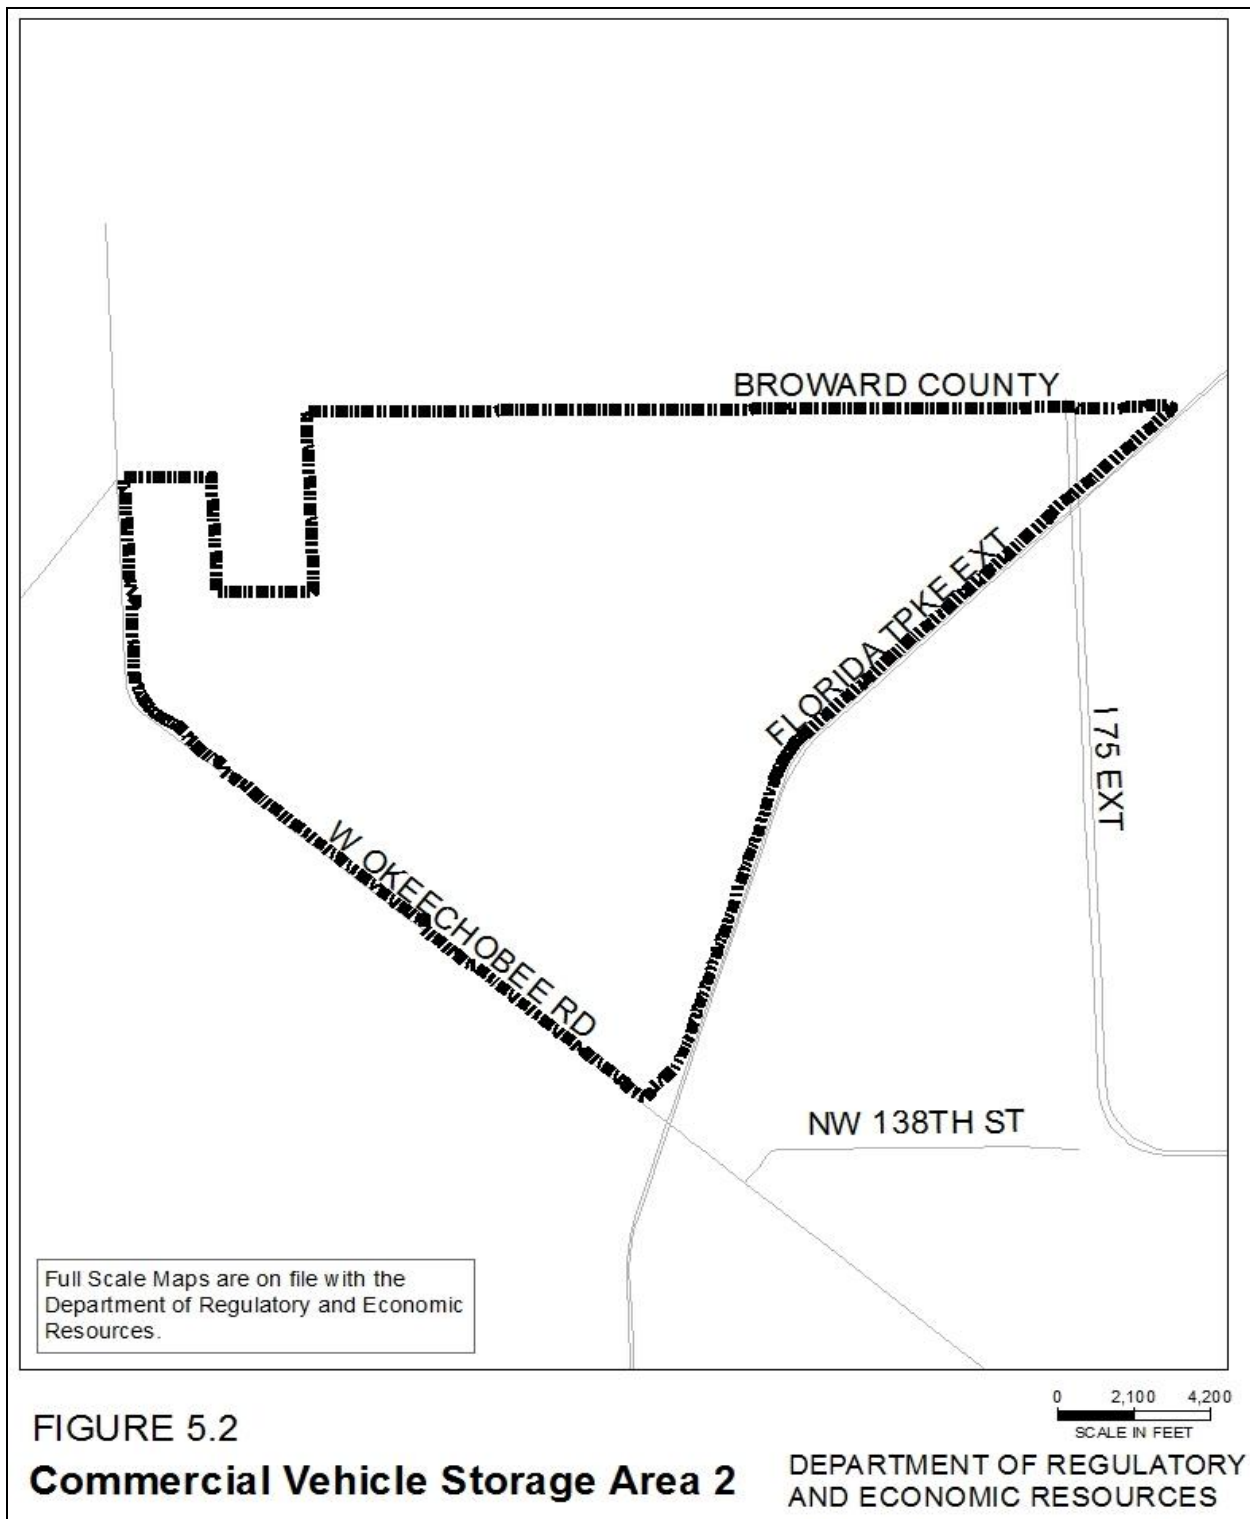 BROWARD COUNTY
FLORIDA TPKE EXT
I 75 EXT
W OKEECHOBEE RD
NW 138TH ST
Full Scale Maps are on file with the
Department of Regulatory and Economic
Resources.
0 2,100 4,200
SCALE IN FEET
FIGURE 5.2
Commercial Vehicle Storage Area 2
DEPARTMENT OF REGULATORY
AND ECONOMIC RESOURCES